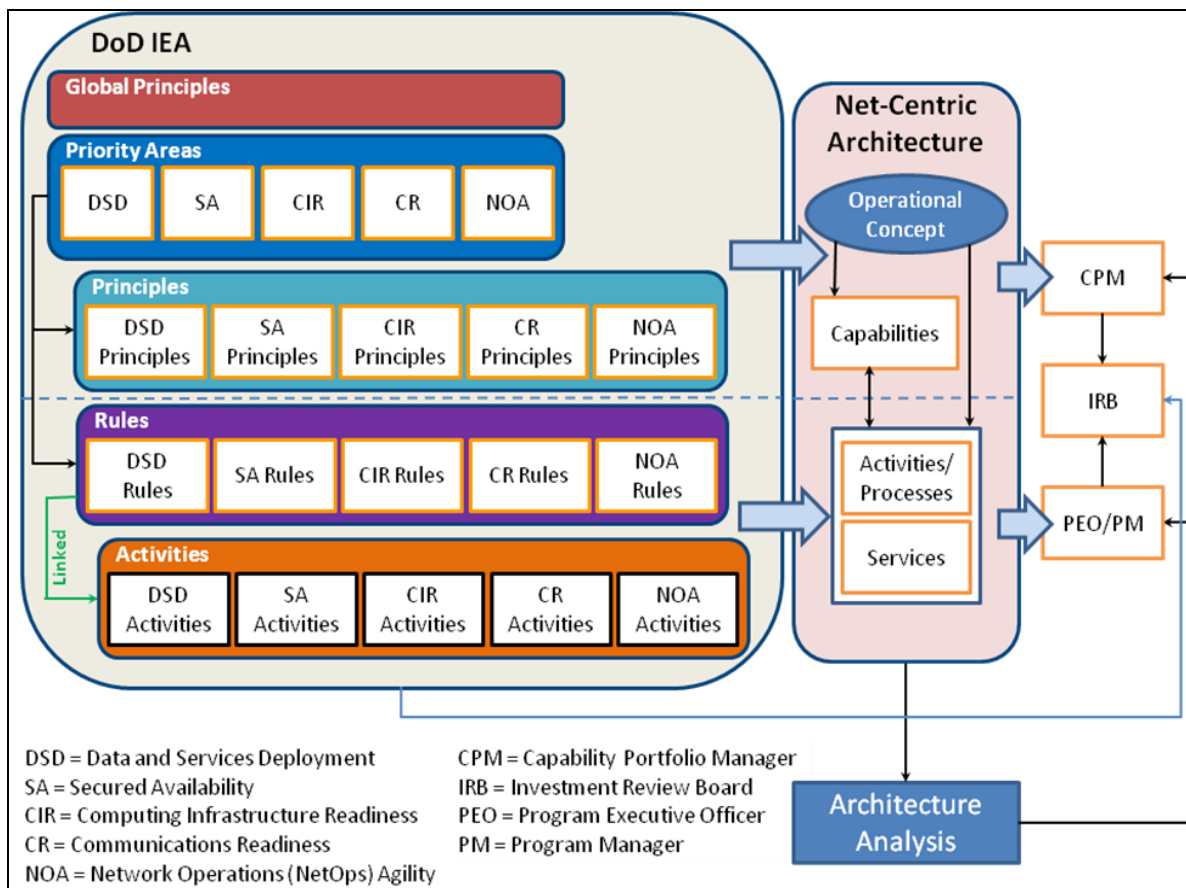 DoD IEA
Global Principles
Priority Areas
DSD
SA
CIR
CR
NOA
Principles
DSD
Principles
SA
Principles
CIR
Principles
CR
Principles
NOA
Principles
Rules
DSD
Rules
SA Rules
CIR Rules
CR Rules
NOA
Rules
Linked
Activities
DSD
Activities
SA
Activities
CIR
Activities
CR
Activities
NOA
Activities
Net-Centric
Architecture
Operational
Concept
Capabilities
Activities/
Processes
Services
CPM
IRB
PEO/PM
Architecture
Analysis
DSD = Data and Services Deployment
SA = Secured Availability
CIR = Computing Infrastructure Readiness
CR = Communications Readiness
NOA = Network Operations (NetOps) Agility
CPM = Capability Portfolio Manager
IRB = Investment Review Board
PEO = Program Executive Officer
PM = Program Manager